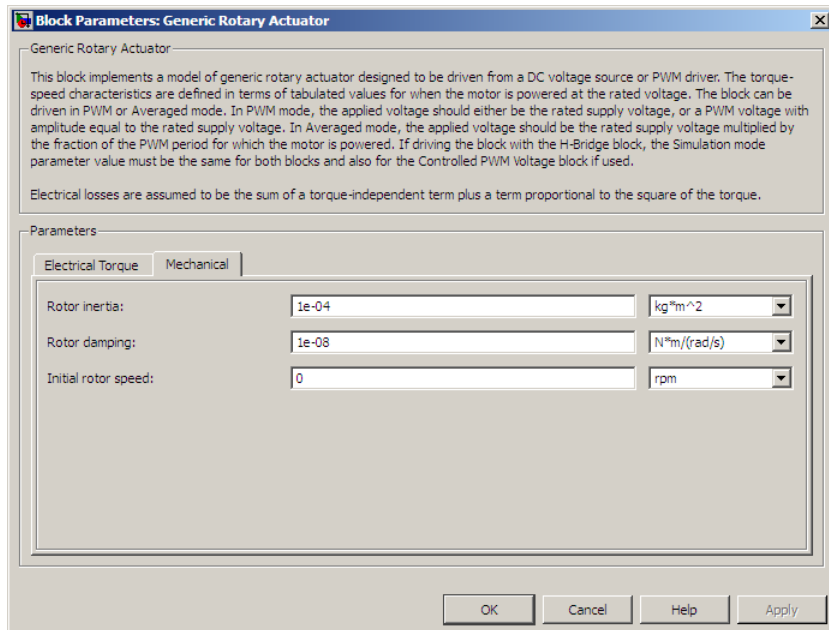 Block Parameters: Generic Rotary Actuator
Generic Rotary Actuator
This block implements a model of generic rotary actuator designed to be driven from a DC voltage source or PWM driver. The torque-
speed characteristics are defined in terms of tabulated values for when the motor is powered at the rated voltage. The block can be
driven in PWM or Averaged mode. In PWM mode, the applied voltage should either be the rated supply voltage, or a PWM voltage with
amplitude equal to the rated supply voltage. In Averaged mode, the applied voltage should be the rated supply voltage multiplied by
the fraction of the PWM period for which the motor is powered. If driving the block with the H-Bridge block, the Simulation mode
parameter value must be the same for both blocks and also for the Controlled PWM Voltage block if used.
Electrical losses are assumed to be the sum of a torque-independent term plus a term proportional to the square of the torque.
Parameters
Electrical Torque Mechanical
Rotor inertia: 1e-04 kg*m^2
Rotor damping: 1e-08 N*m/(rad/s)
Initial rotor speed: 0 rpm
OK Cancel Help Apply